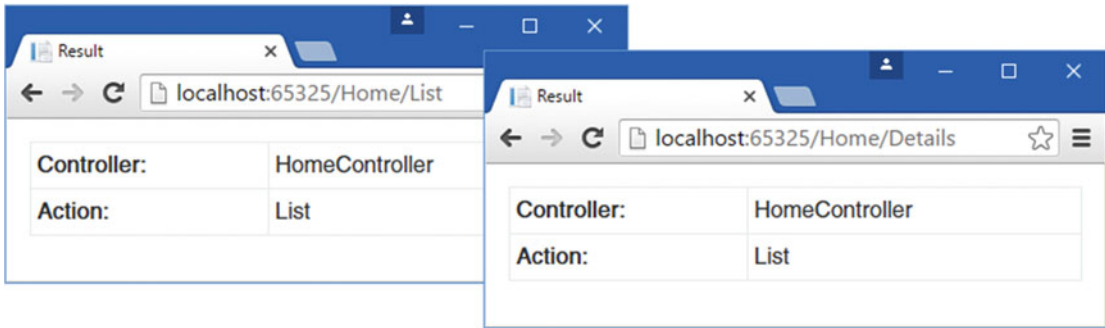 Result
localhost:65325/Home/List
Controller: HomeController
Action: List
Result
localhost:65325/Home/Details
Controller: HomeController
Action: List